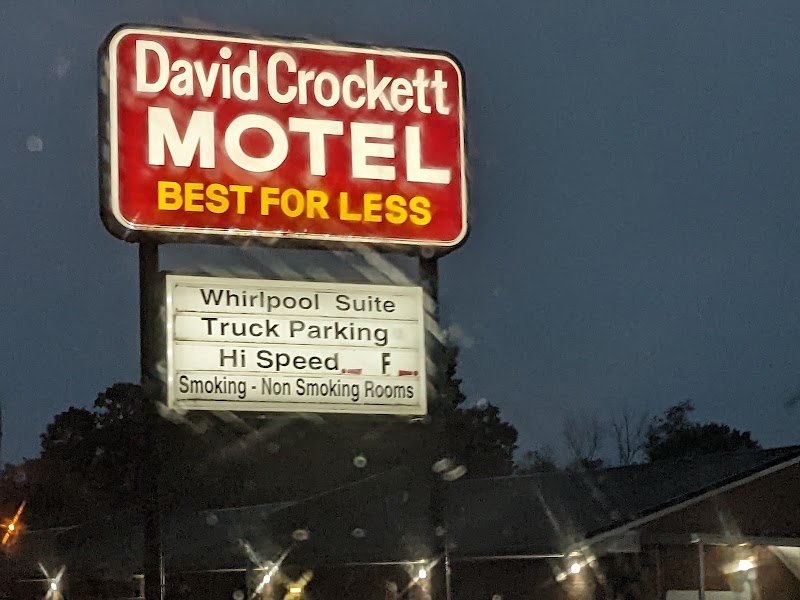 David Crockett
MOTEL
BEST FOR LESS
Whirlpool Suite
Truck Parking
Hi Speed F
Smoking - Non Smoking Rooms